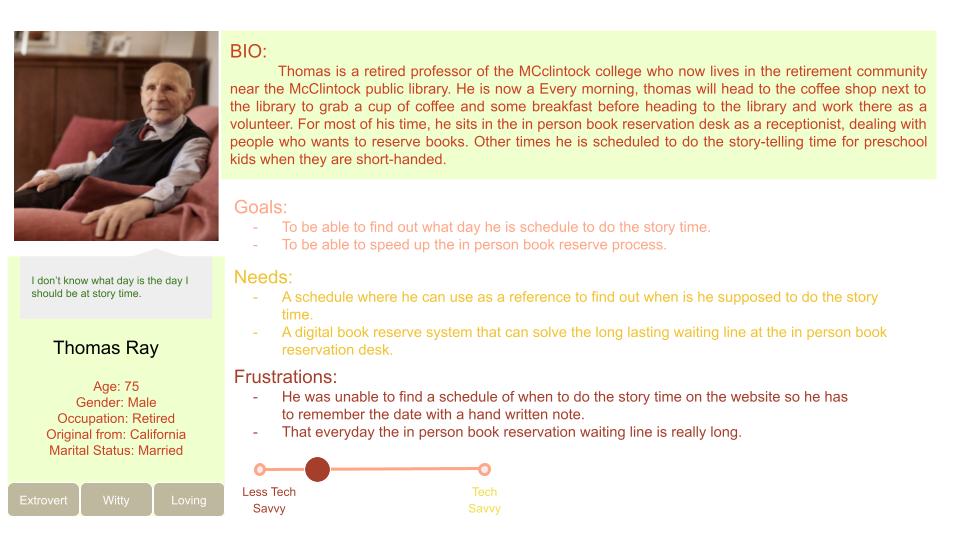 BIO:
Thomas is a retired professor of the MCclintock college who now lives in the retirement community
near the McClintock public library. He is now a Every morning, thomas will head to the coffee shop next to
the library to grab a cup of coffee and some breakfast before heading to the library and work there as a
volunteer. For most of his time, he sits in the in person book reservation desk as a receptionist, dealing with
people who wants to reserve books. Other times he is scheduled to do the story-telling time for preschool
kids when they are short-handed.
Goals:
- To be able to find out what day he is schedule to do the story time.
- To be able to speed up the in person book reserve process.
Needs:
- A schedule where he can use as a reference to find out when is he supposed to do the story
time.
- A digital book reserve system that can solve the long lasting waiting line at the in person book
reservation desk.
Frustrations:
- He was unable to find a schedule of when to do the story time on the website so he has
to remember the date with a hand written note.
- That everyday the in person book reservation waiting line is really long.
Less Tech
Savvy
Tech
Savvy
I don't know what day is the day I
should be at story time.
Thomas Ray
Age: 75
Gender: Male
Occupation: Retired
Original from: California
Marital Status: Married
Extrovert
Witty
Loving